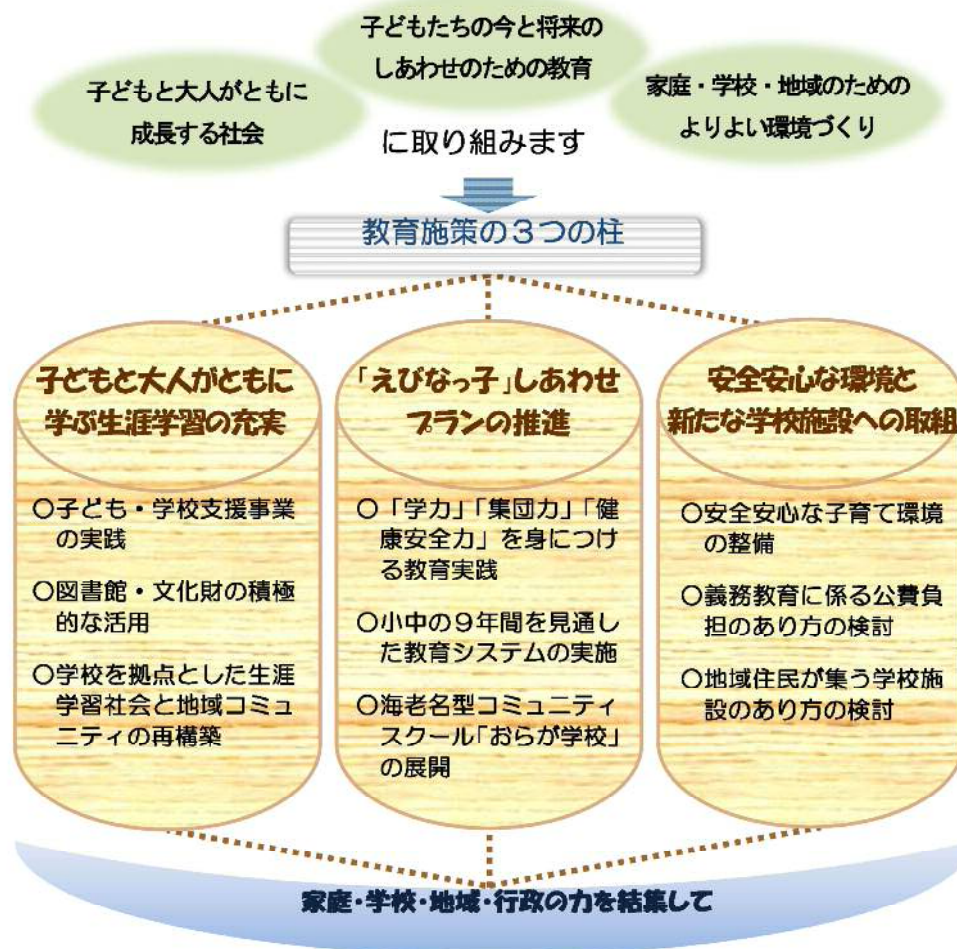 子どもたちの今と将来の
しあわせのための教育
子どもと大人がともに
成長する社会
家庭・学校・地域のための
よりよい環境づくり
に取り組みます
教育施策の３つの柱
子どもと大人がともに
学ぶ生涯学習の充実
〇子ども・学校支援事業
の実践
〇図書館・文化財の積極
的な活用
〇学校を拠点とした生涯
学習社会と地域コミュ
ニティの再構築
「えびなっ子」しあわせ
プランの推進
〇「学力」「集団力」「健
康安全力」を身につけ
る教育実践
〇小中の９年間を見通し
た教育システムの実施
〇海老名型コミュニティ
スクール「おらが学校」
の展開
安全安心な環境と
新たな学校施設への取組
〇安全安心な子育て環境
の整備
〇義務教育に係る公費負
担のあり方の検討
〇地域住民が集う学校施
設のあり方の検討
家庭・学校・地域・行政の力を結集して